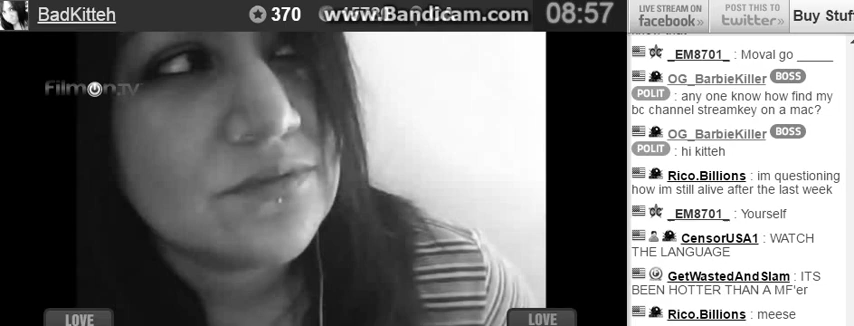 BadKitteh
370
www.Bandicam.com
08:57
LIVE STREAM ON
facebook»
POST THIS TO
twitter»
Buy Stuf
FilmOn.TV
LOVE
LOVE
_EM8701_ : Moval go _____
OG_BarbieKiller BOSS
POLIT : any one know how find my
bc channel streamkey on a mac?
OG_BarbieKiller BOSS
POLIT : hi kitteh
Rico.Billions : im questioning
how im still alive after the last week
_EM8701_ : Yourself
CensorUSA1 : WATCH
THE LANGUAGE
GetWastedAndSlam : ITS
BEEN HOTTER THAN A MF'er
Rico.Billions : meese